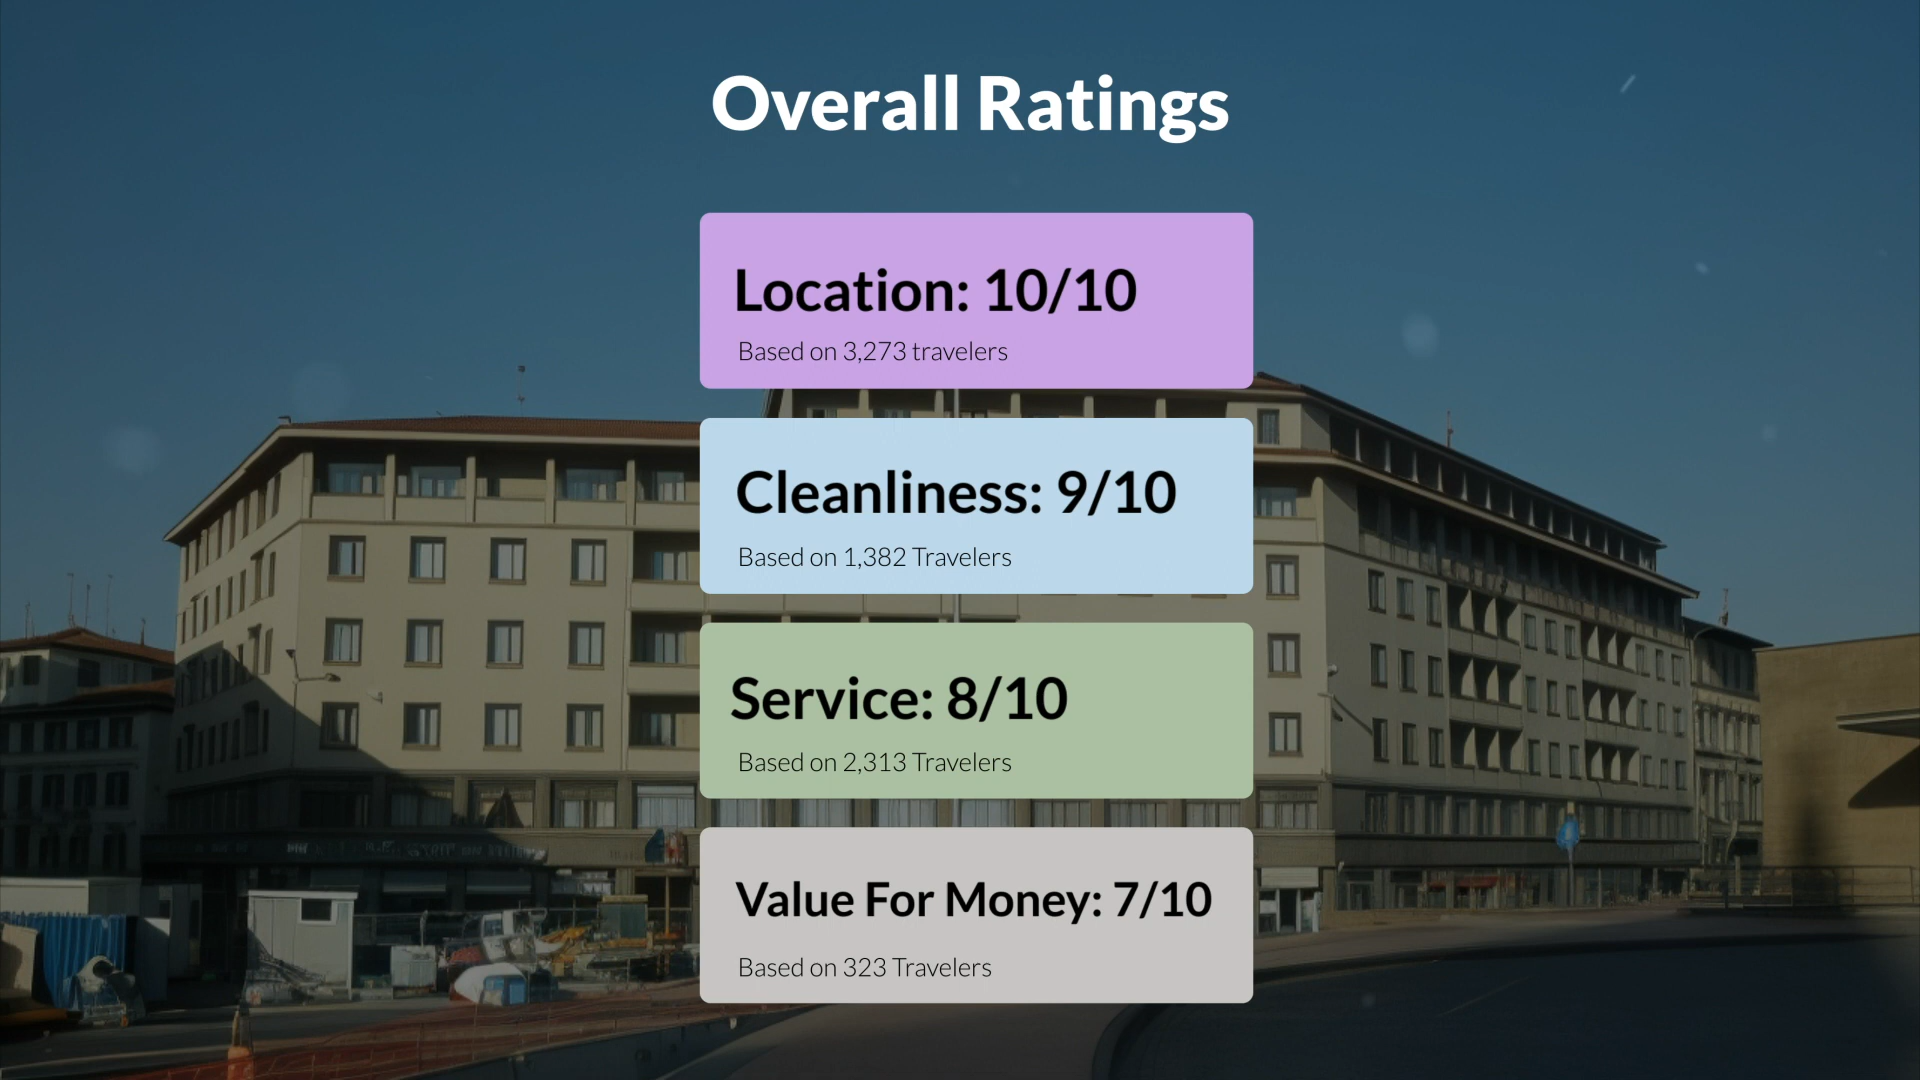 Overall Ratings
Location: 10/10
Based on 3,273 travelers
Cleanliness: 9/10
Based on 1,382 Travelers
Service: 8/10
Based on 2,313 Travelers
Value For Money: 7/10
Based on 323 Travelers